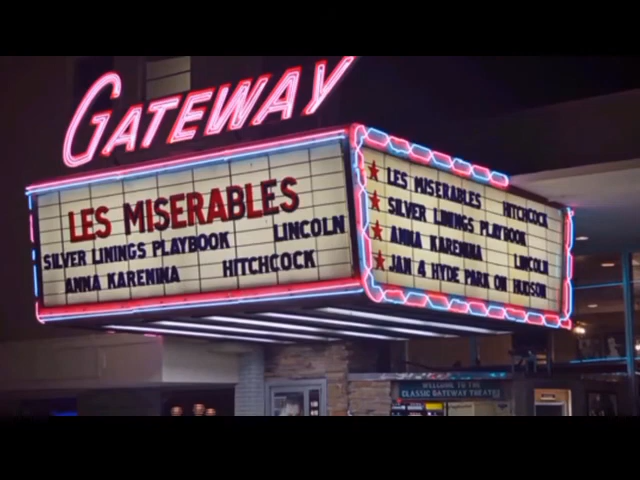 GATEWAY
LES MISERABLES
SILVER LININGS PLAYBOOK LINCOLN
ANNA KARENINA HITCHCOCK
LES MISERABLES HITCHCOCK
SILVER LININGS PLAYBOOK
ANNA KARENINA LINCOLN
JAN 4 HYDE PARK ON HUDSON
WELCOME TO THE
CLASSIC GATEWAY THEATRE